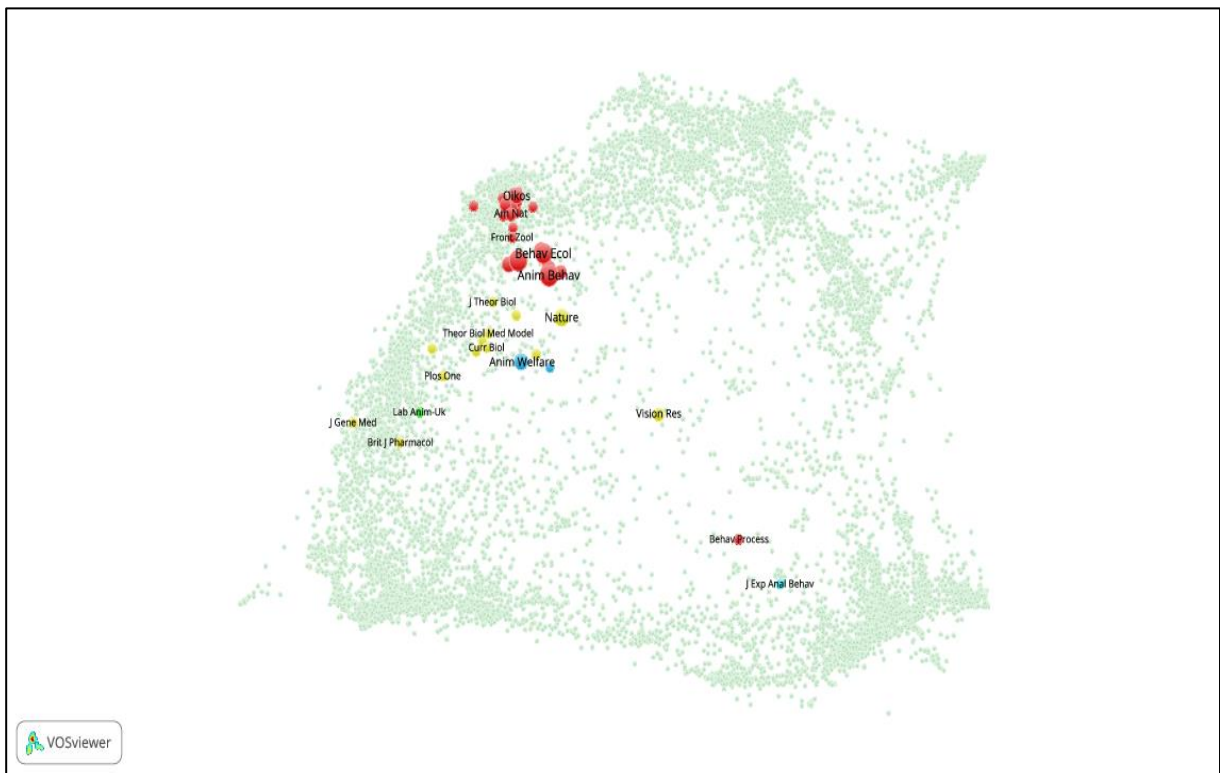 Oikos
Am Nat
Front Zool
Behav Ecol
Anim Behav
J Theor Biol
Nature
Theor Biol Med Model
Curr Biol
Anim Welfare
Plos One
Lab Anim-Uk
Vision Res
J Gene Med
Brit J Pharmacol
Behav Process
J Exp Anal Behav
VOSviewer